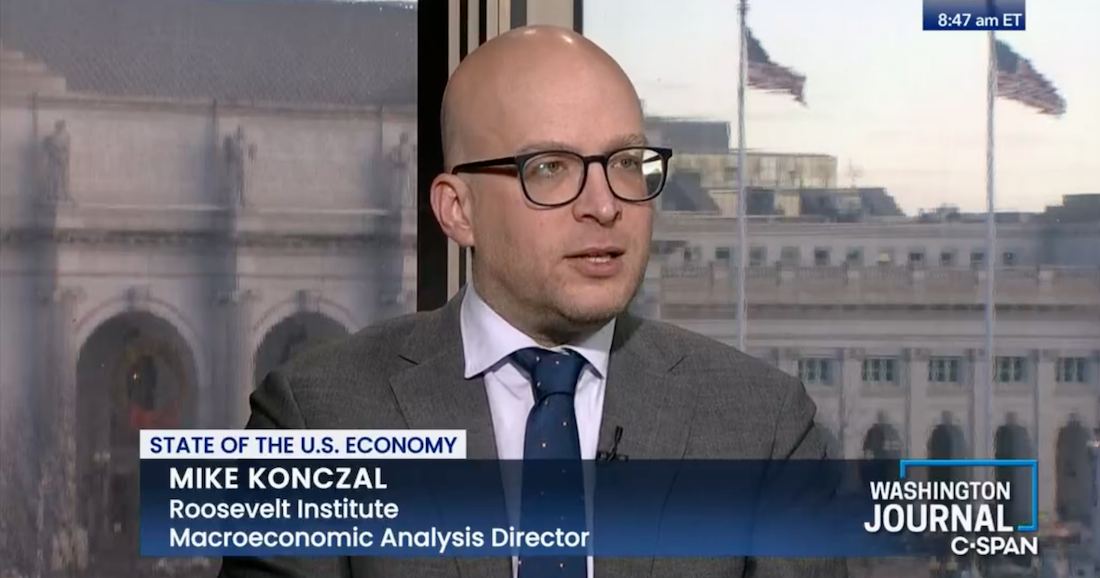 8:47 am ET
STATE OF THE U.S. ECONOMY
MIKE KONCZAL
Roosevelt Institute
Macroeconomic Analysis Director
WASHINGTON
JOURNAL
C-SPAN